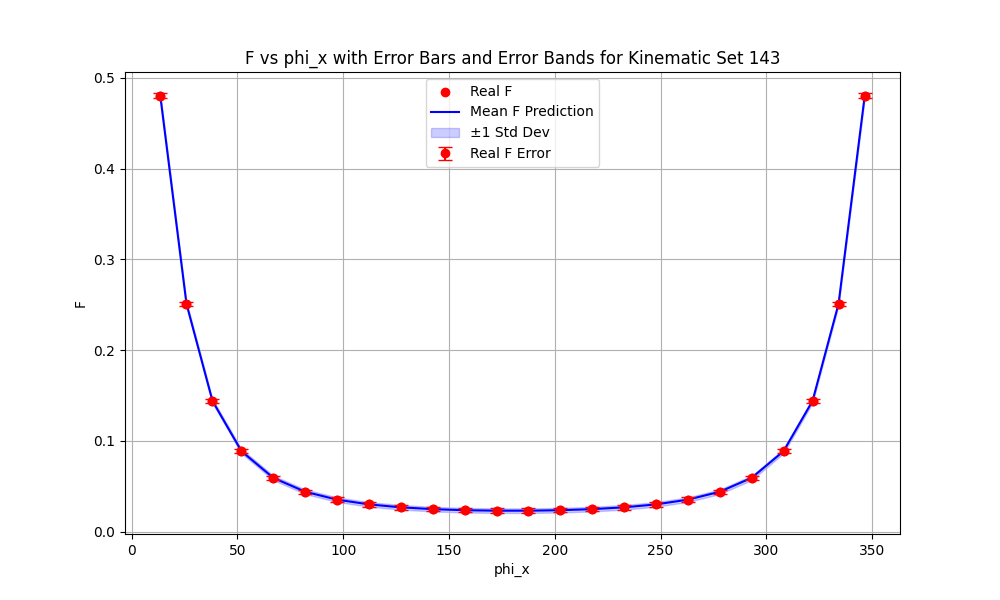 F vs phi_x with Error Bars and Error Bands for Kinematic Set 143
Real F
Mean F Prediction
±1 Std Dev
Real F Error
F
0.5
0.4
0.3
0.2
0.1
0.0
0 50 100 150 200 250 300 350
phi_x